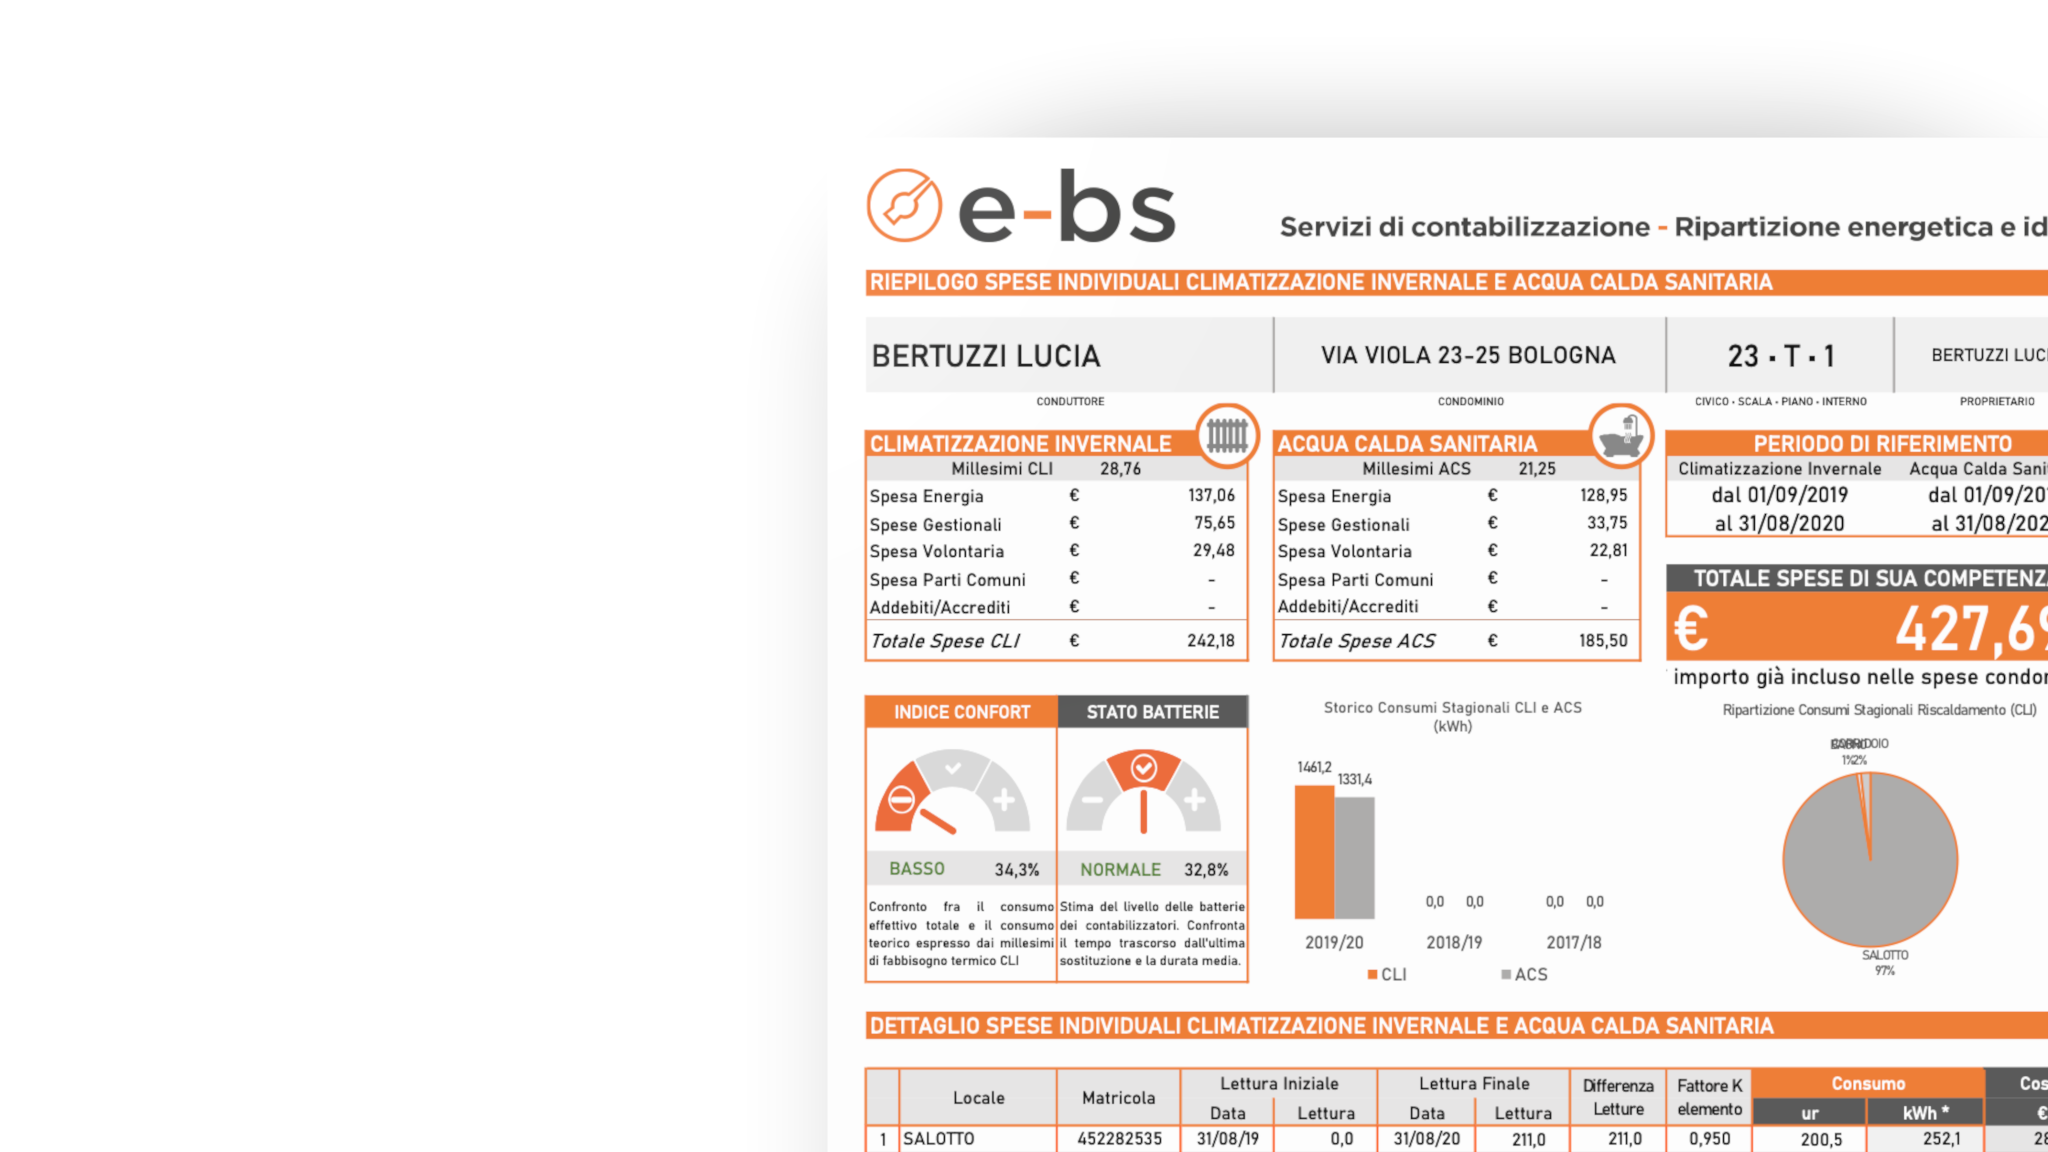 e-bs
Servizi di contabilizzazione - Ripartizione energetica e id
RIEPILOGO SPESE INDIVIDUALI CLIMATIZZAZIONE INVERNALE E ACQUA CALDA SANITARIA
BERTUZZI LUCIA
CONDUTTORE
VIA VIOLA 23-25 BOLOGNA
CONDOMINIO
23 · T · 1
CIVICO · SCALA · PIANO · INTERNO
BERTUZZI LUC
PROPRIETARIO
CLIMATIZZAZIONE INVERNALE
Millesimi CLI 28,76
Spesa Energia € 137,06
Spese Gestionali € 75,65
Spesa Volontaria € 29,48
Spesa Parti Comuni € -
Addebiti/Accrediti € -
Totale Spese CLI € 242,18
ACQUA CALDA SANITARIA
Millesimi ACS 21,25
Spesa Energia € 128,95
Spese Gestionali € 33,75
Spesa Volontaria € 22,81
Spesa Parti Comuni € -
Addebiti/Accrediti € -
Totale Spese ACS € 185,50
PERIODO DI RIFERIMENTO
Climatizzazione Invernale Acqua Calda Sani
dal 01/09/2019 dal 01/09/20
al 31/08/2020 al 31/08/202
TOTALE SPESE DI SUA COMPETENZ
€ 427,69
importo già incluso nelle spese condo
INDICE CONFORT
BASSO 34,3%
Confronto fra il consumo
effettivo totale e il consumo
teorico espresso dai millesimi
di fabbisogno termico CLI
STATO BATTERIE
NORMALE 32,8%
Stima del livello delle batterie
dei contabilizzatori. Confronta
il tempo trascorso dall'ultima
sostituzione e la durata media.
Storico Consumi Stagionali CLI e ACS
(kWh)
1461,2
1331,4
0,0 0,0 0,0 0,0
2019/20 2018/19 2017/18
CLI ACS
Ripartizione Consumi Stagionali Riscaldamento (CLI)
CORRIDOIO
1% 2%
SALOTTO
97%
DETTAGLIO SPESE INDIVIDUALI CLIMATIZZAZIONE INVERNALE E ACQUA CALDA SANITARIA
Locale Matricola Lettura Iniziale Lettura Finale Differenza Letture Fattore K elemento Consumo Cos
Data Lettura Data Lettura ur kWh * €
1 SALOTTO 452282535 31/08/19 0,0 31/08/20 211,0 211,0 0,950 200,5 252,1 28